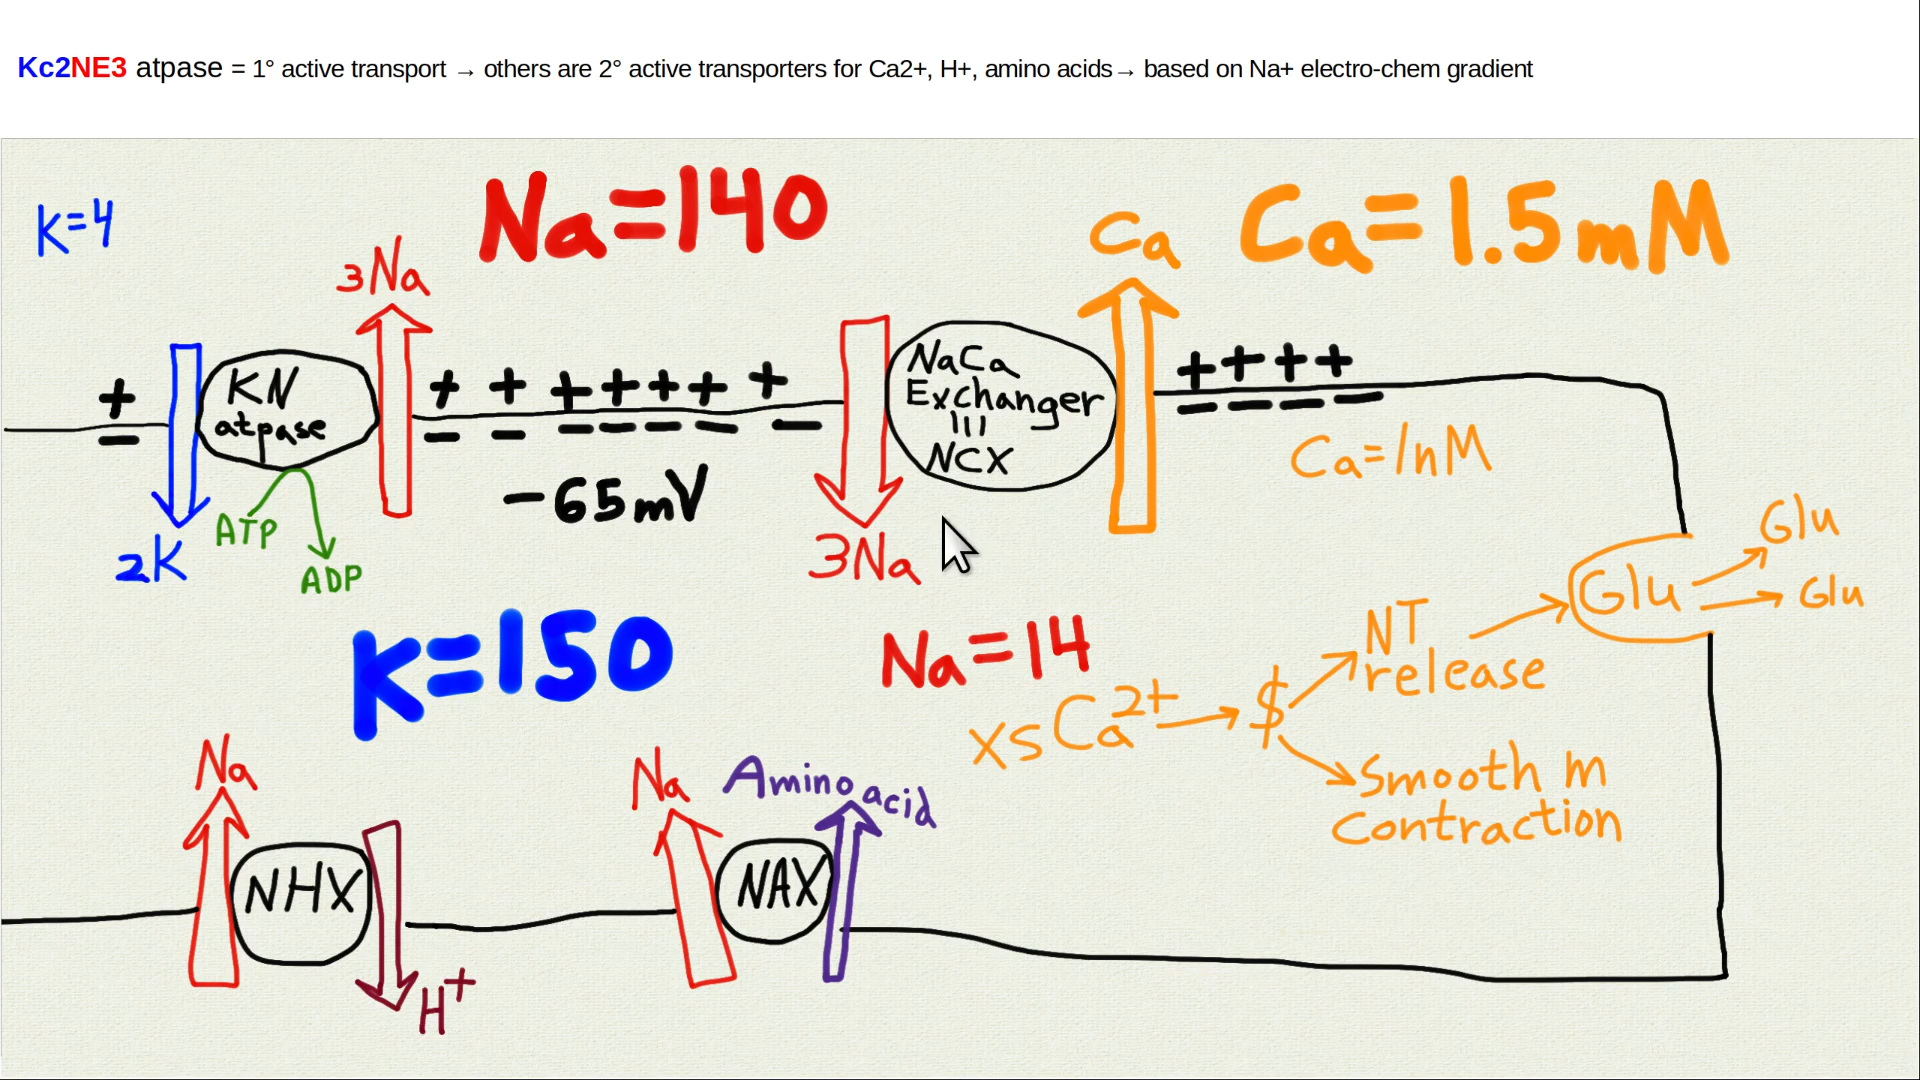 Kc2NE3 atpase = 1° active transport → others are 2° active transporters for Ca2+, H+, amino acids→ based on Na+ electro-chem gradient
K=4
3Na
Na=140
Ca
Ca=1.5mM
+
+ + + + + + +
+ + + +
KN
atpase
NaCa
Exchanger
III
NCX
-65mV
Ca=1nM
ATP
ADP
2K
3Na
K=150
Na=14
xs Ca2+ → $
NT
release
Glu
Glu
Glu
Smooth m
contraction
Na
NHX
H+
Na
Amino acid
NAX